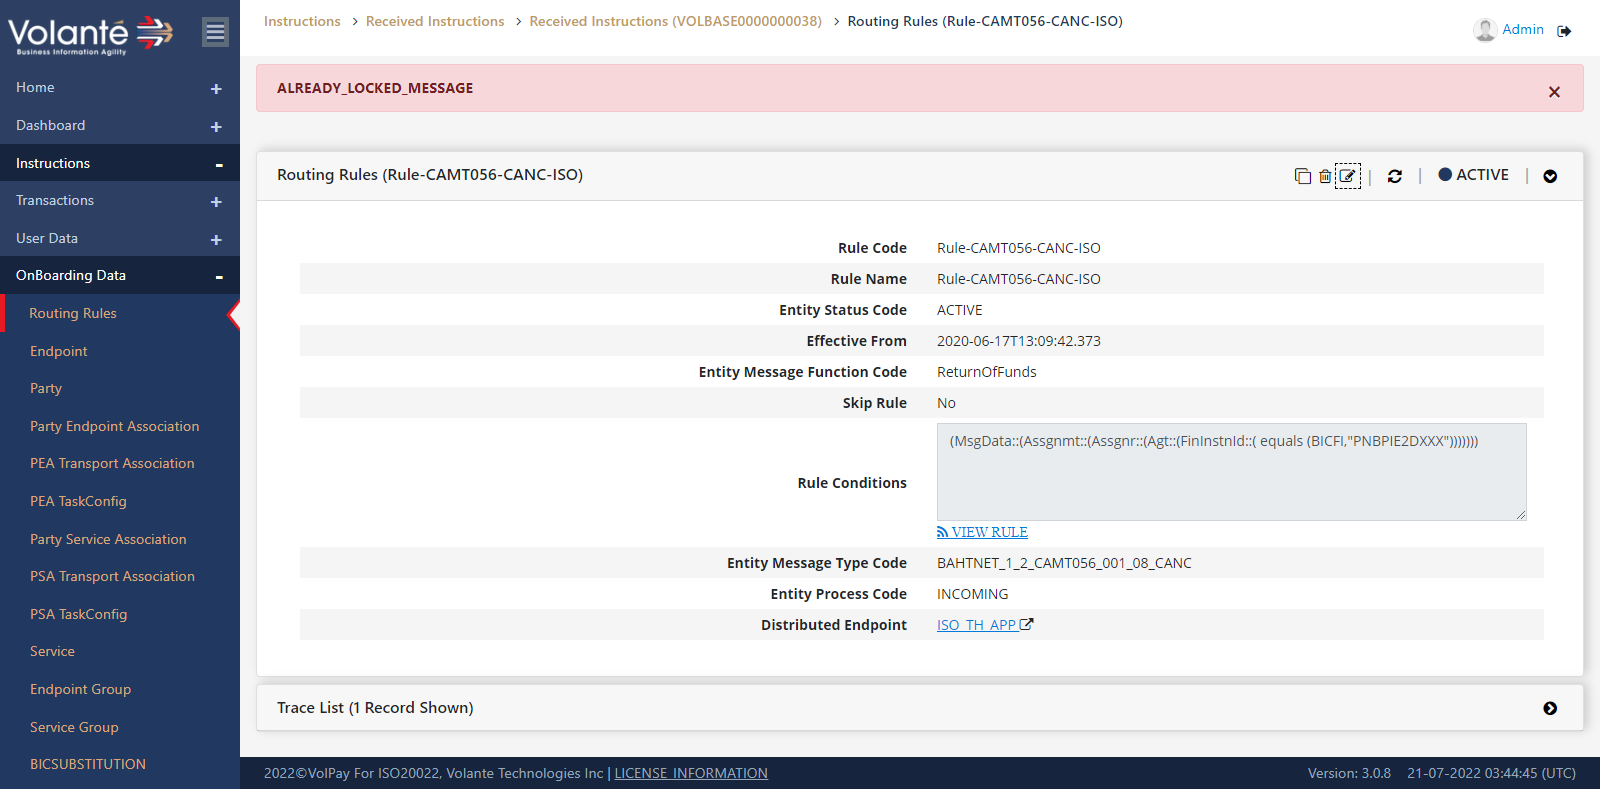 Volanté
Business Information Agility
Instructions > Received Instructions > Received Instructions (VOLBASE0000000038) > Routing Rules (Rule-CAMT056-CANC-ISO)
Admin
Home +
Dashboard +
Instructions -
Transactions +
User Data +
OnBoarding Data -
Routing Rules
Endpoint
Party
Party Endpoint Association
PEA Transport Association
PEA TaskConfig
Party Service Association
PSA Transport Association
PSA TaskConfig
Service
Endpoint Group
Service Group
BICSUBSTITUTION
ALREADY_LOCKED_MESSAGE ×
Routing Rules (Rule-CAMT056-CANC-ISO) | | ACTIVE |
Rule Code Rule-CAMT056-CANC-ISO
Rule Name Rule-CAMT056-CANC-ISO
Entity Status Code ACTIVE
Effective From 2020-06-17T13:09:42.373
Entity Message Function Code ReturnOfFunds
Skip Rule No
Rule Conditions (MsgData::(Assgnmt::(Assgnr::(Agt::(FinInstnId::( equals (BICFI,"PNBPIE2DXXX")))))))
VIEW RULE
Entity Message Type Code BAHTNET_1_2_CAMT056_001_08_CANC
Entity Process Code INCOMING
Distributed Endpoint ISO_TH_APP
Trace List (1 Record Shown)
2022©VolPay For ISO20022, Volante Technologies Inc | LICENSE INFORMATION Version: 3.0.8 21-07-2022 03:44:45 (UTC)